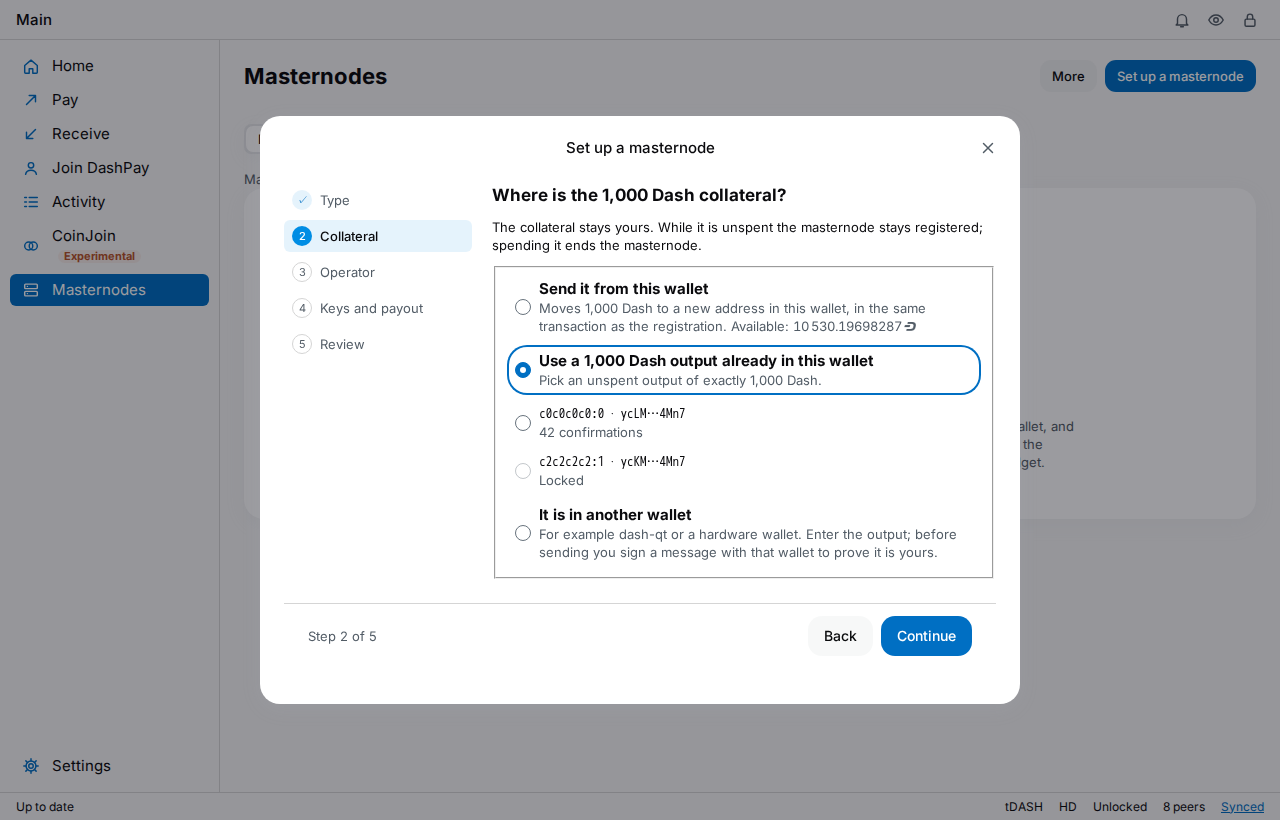 Main
Home
Pay
Receive
Join DashPay
Activity
CoinJoin
Experimental
Masternodes
Settings
Masternodes
More
Set up a masternode
Set up a masternode
✓ Type
2 Collateral
3 Operator
4 Keys and payout
5 Review
Where is the 1,000 Dash collateral?
The collateral stays yours. While it is unspent the masternode stays registered;
spending it ends the masternode.
Send it from this wallet
Moves 1,000 Dash to a new address in this wallet, in the same
transaction as the registration. Available: 10 530.19698287
Use a 1,000 Dash output already in this wallet
Pick an unspent output of exactly 1,000 Dash.
c0c0c0c0:0 · ycLM…4Mn7
42 confirmations
c2c2c2c2:1 · ycKM…4Mn7
Locked
It is in another wallet
For example dash-qt or a hardware wallet. Enter the output; before
sending you sign a message with that wallet to prove it is yours.
and
the
Step 2 of 5
Back
Continue
Up to date
tDASH
HD
Unlocked
8 peers
Synced